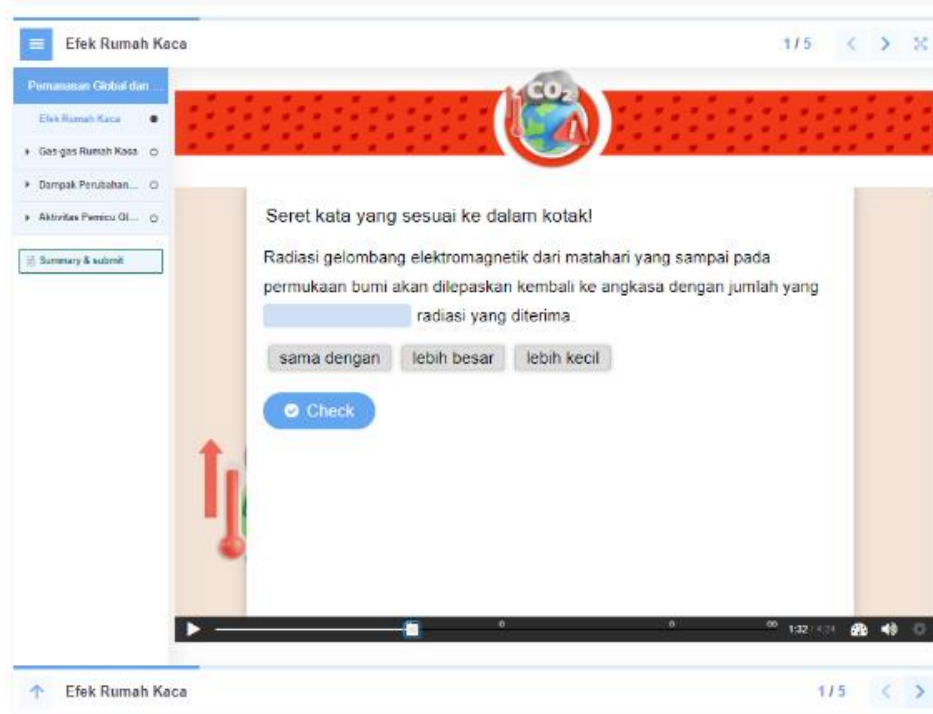 Efek Rumah Kaca
1 / 5
Pemanasan Global dan ...
Efek Rumah Kaca
Gas-gas Rumah Kaca
Dampak Perubahan...
Aktivitas Pemicu Gl...
Summary & submit
CO2
Seret kata yang sesuai ke dalam kotak!
Radiasi gelombang elektromagnetik dari matahari yang sampai pada
permukaan bumi akan dilepaskan kembali ke angkasa dengan jumlah yang
radiasi yang diterima.
sama dengan lebih besar lebih kecil
Check
1:32 / 4:24
Efek Rumah Kaca
1 / 5